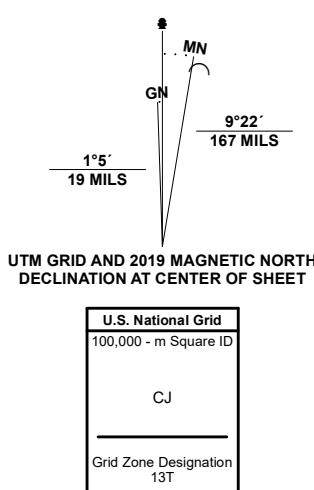 MN
GN
9°22´
167 MILS
1°5´
19 MILS
UTM GRID AND 2019 MAGNETIC NORTH
DECLINATION AT CENTER OF SHEET
U.S. National Grid
100,000 - m Square ID
CJ
Grid Zone Designation
13T